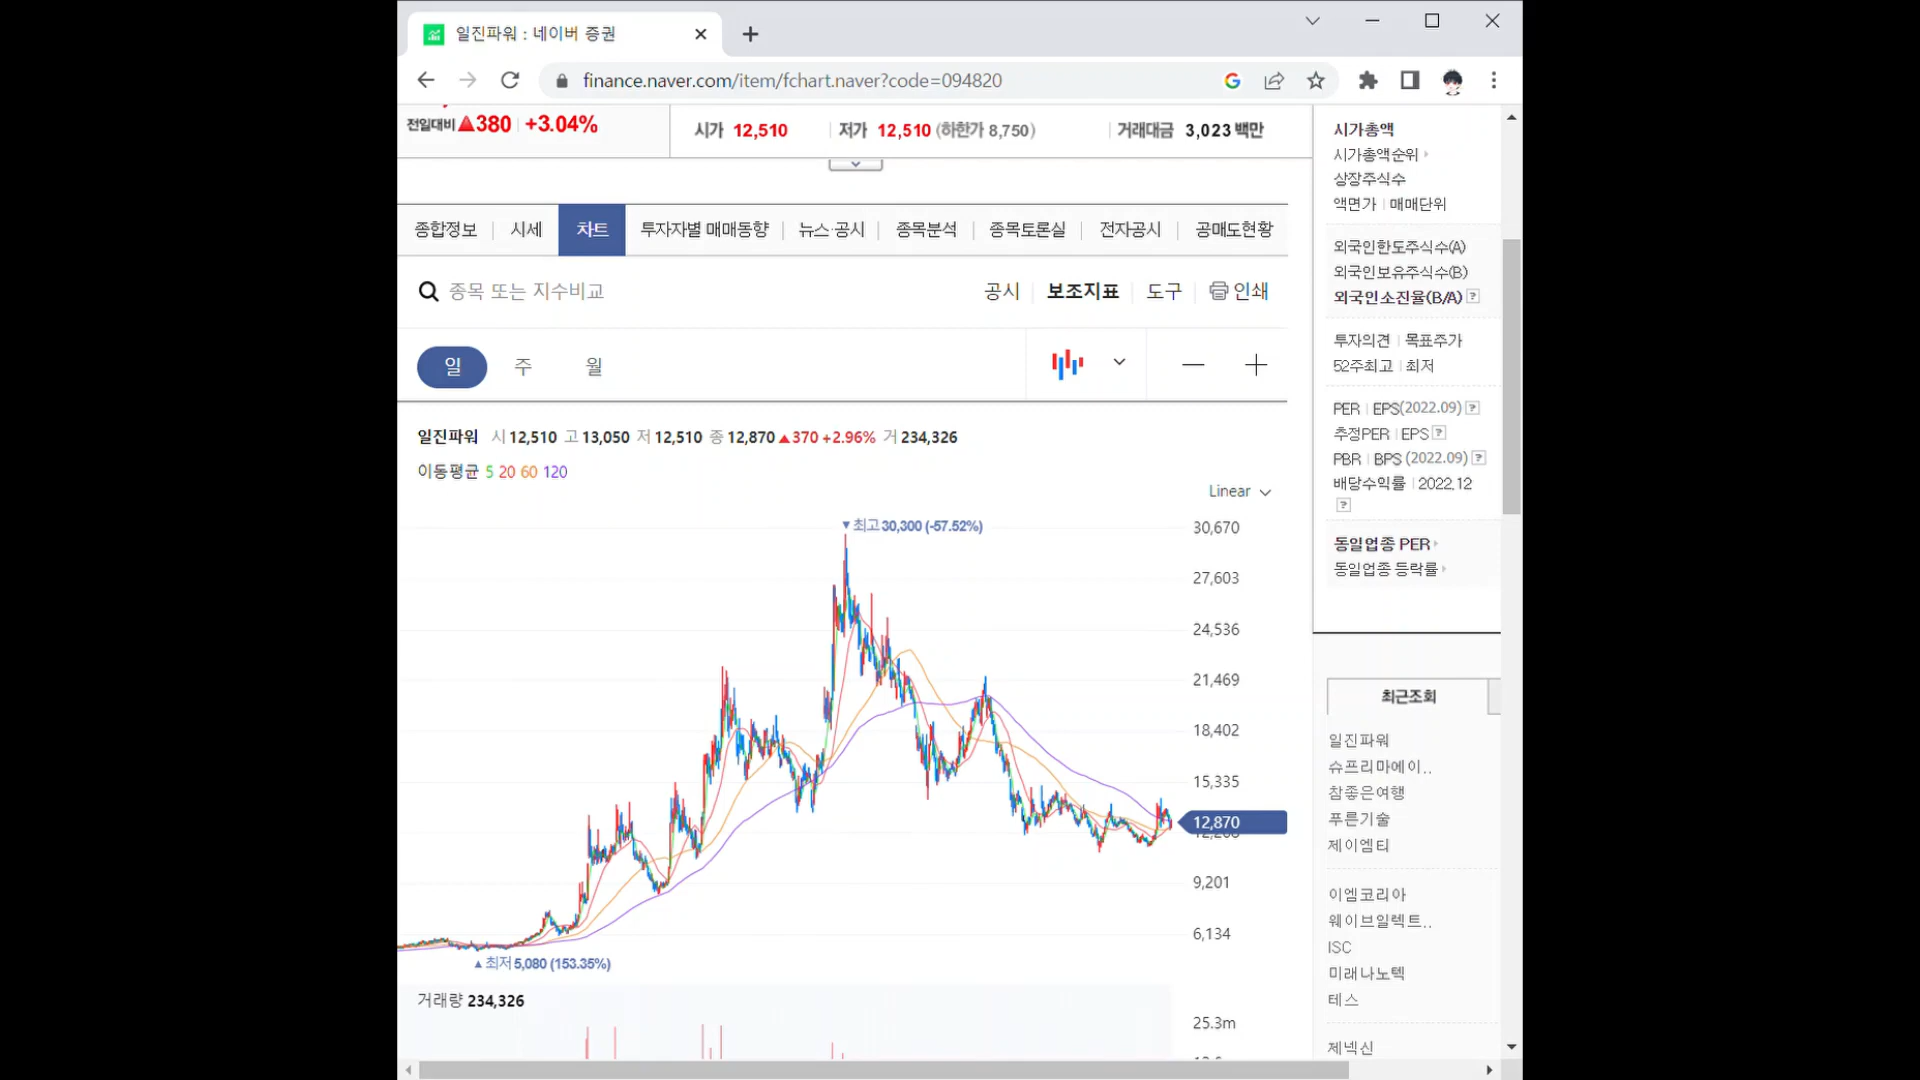 일진파워 : 네이버 증권
finance.naver.com/item/fchart.naver?code=094820
전일대비 ▲380 +3.04%
시가 12,510 저가 12,510 (하한가 8,750) 거래대금 3,023 백만
종합정보 시세 차트 투자자별 매매동향 뉴스·공시 종목분석 종목토론실 전자공시 공매도현황
종목 또는 지수비교 공시 보조지표 도구 인쇄
일 주 월
일진파워 시 12,510 고 13,050 저 12,510 종 12,870 ▲370 +2.96% 거 234,326
이동평균 5 20 60 120
Linear
▼최고 30,300 (-57.52%)
30,670
27,603
24,536
21,469
18,402
15,335
12,870
9,201
6,134
▲최저 5,080 (153.35%)
거래량 234,326
25.3m
시가총액
시가총액순위
상장주식수
액면가 | 매매단위
외국인한도주식수(A)
외국인보유주식수(B)
외국인소진율(B/A) ?
투자의견 | 목표주가
52주최고 | 최저
PER | EPS(2022.09) ?
추정PER | EPS ?
PBR | BPS (2022.09) ?
배당수익률 | 2022.12
?
동일업종 PER
동일업종 등락률
최근조회
일진파워
슈프리마에이..
참좋은여행
푸른기술
제이엠티
이엠코리아
웨이브일렉트..
ISC
미래나노텍
테스
제넥신